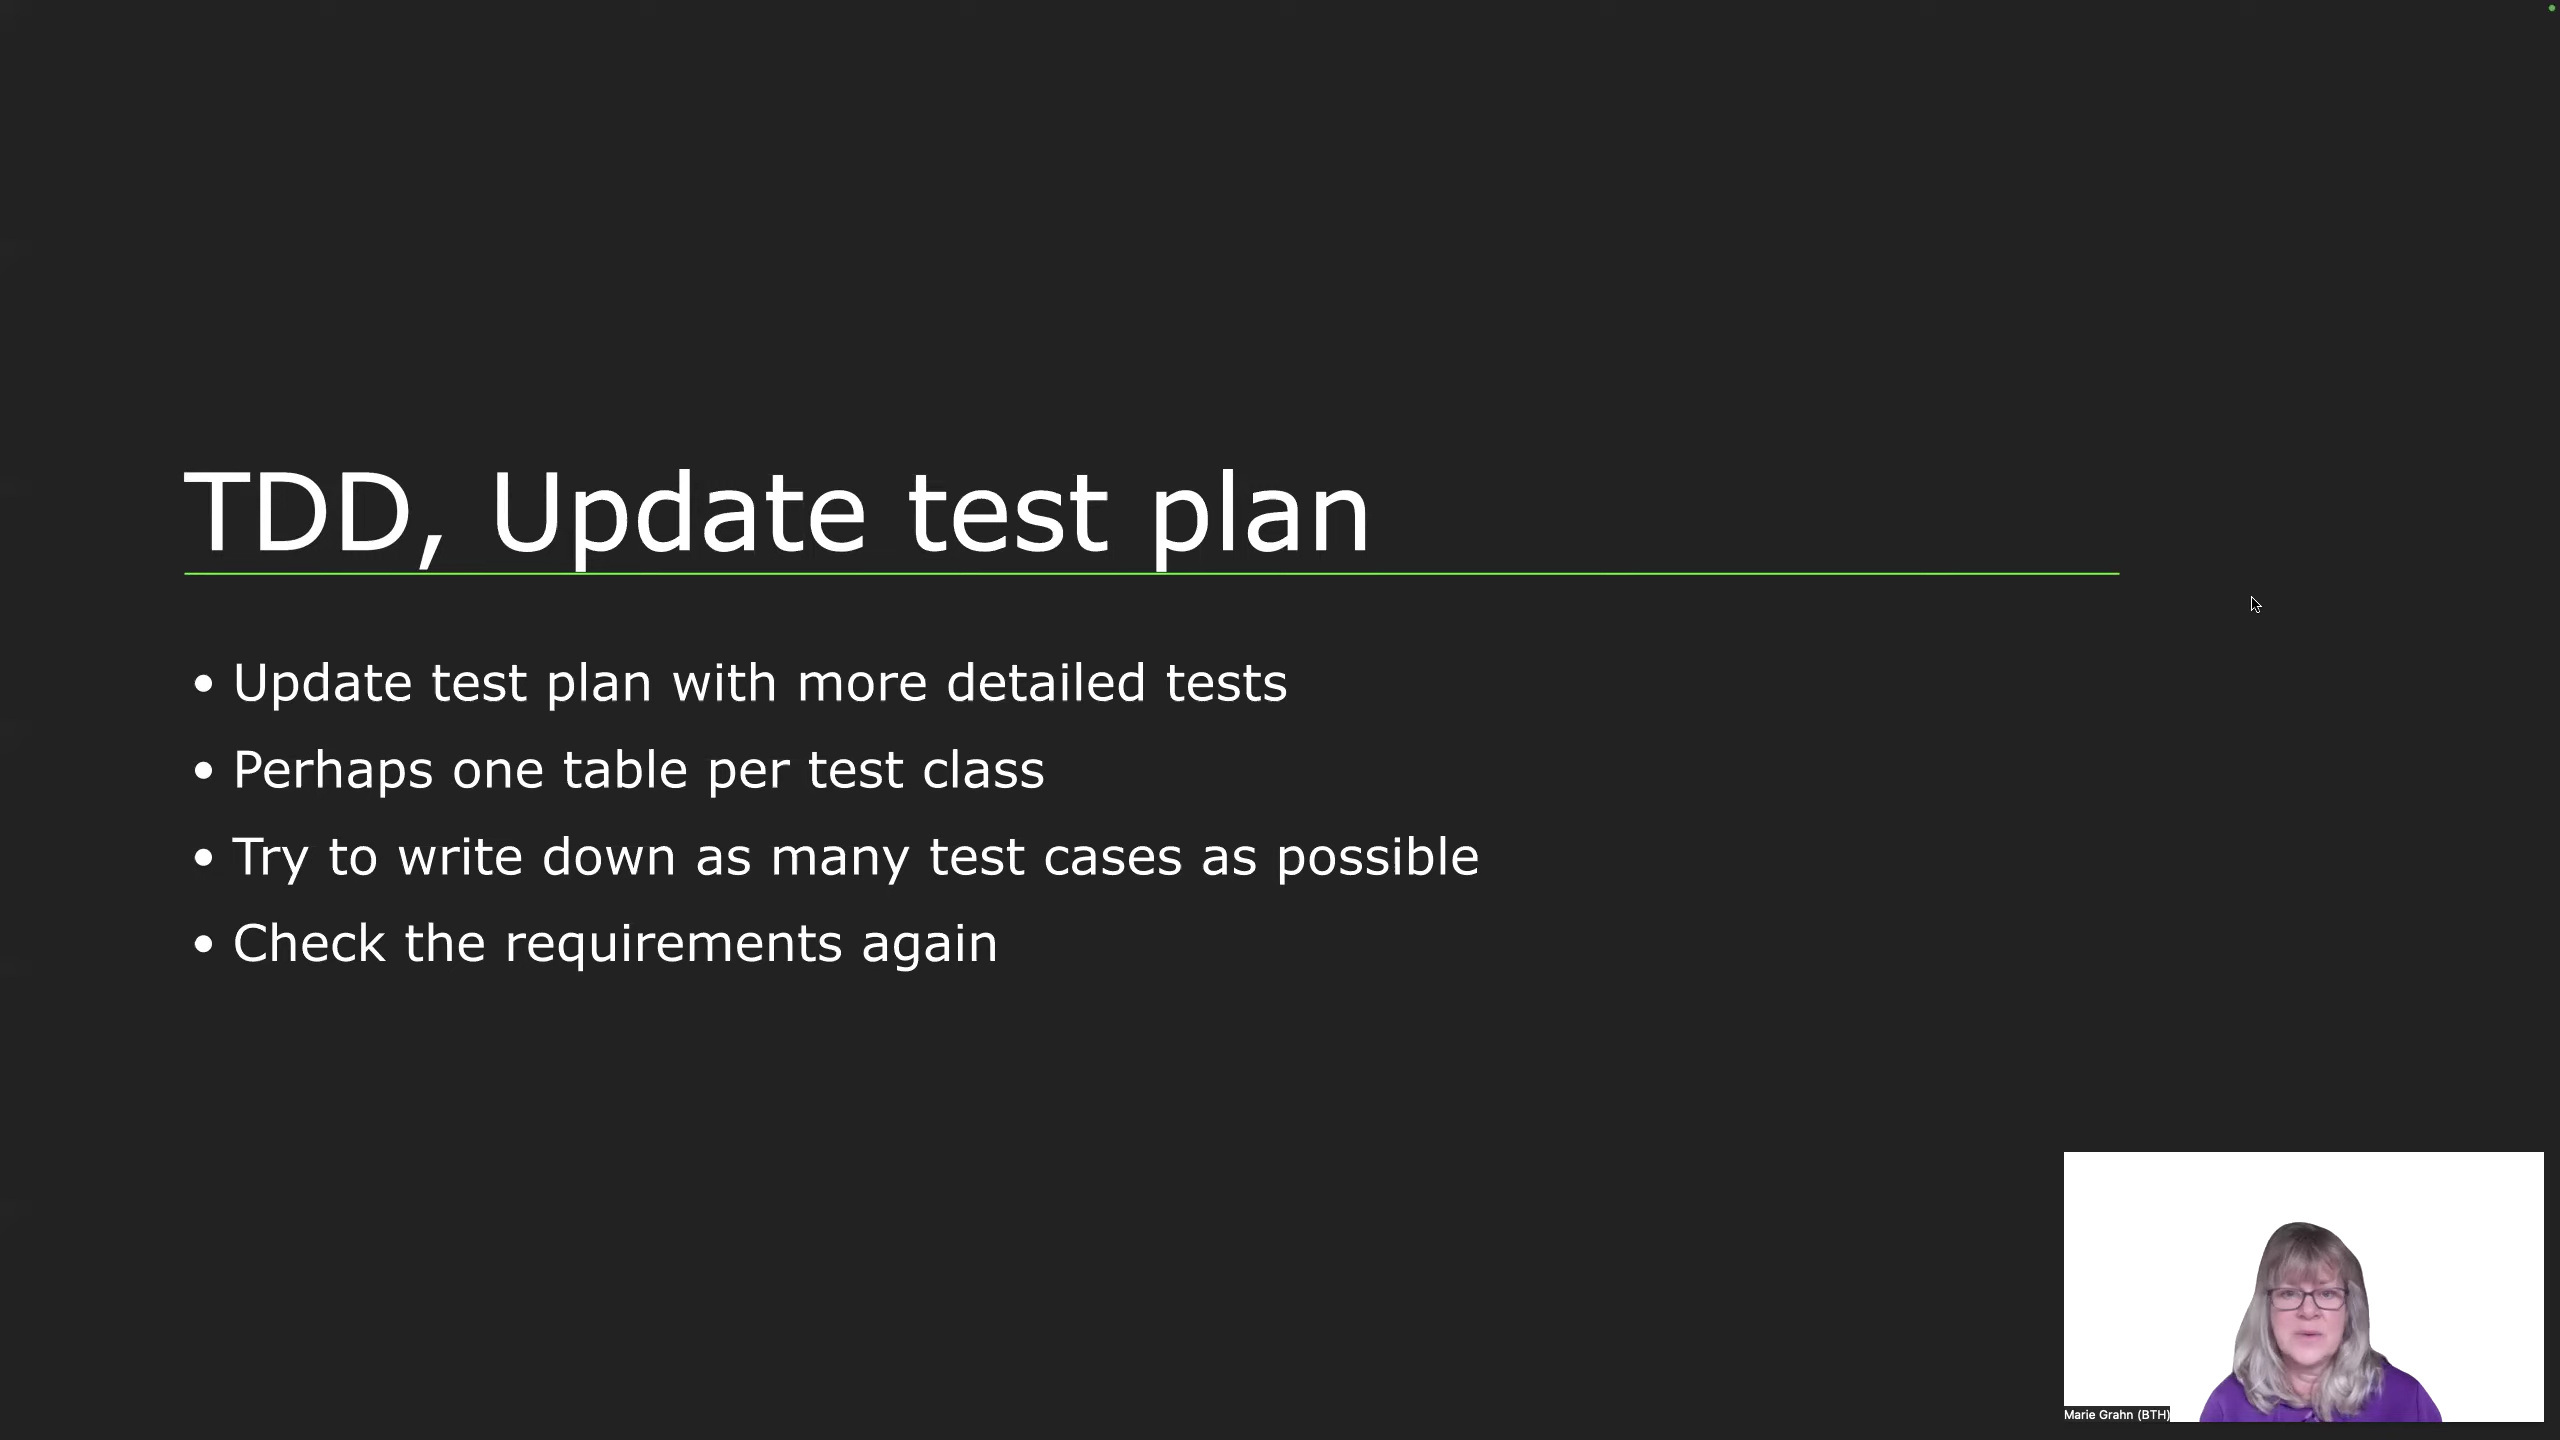 TDD, Update test plan
• Update test plan with more detailed tests
• Perhaps one table per test class
• Try to write down as many test cases as possible
• Check the requirements again
Marie Grahn (BTH)